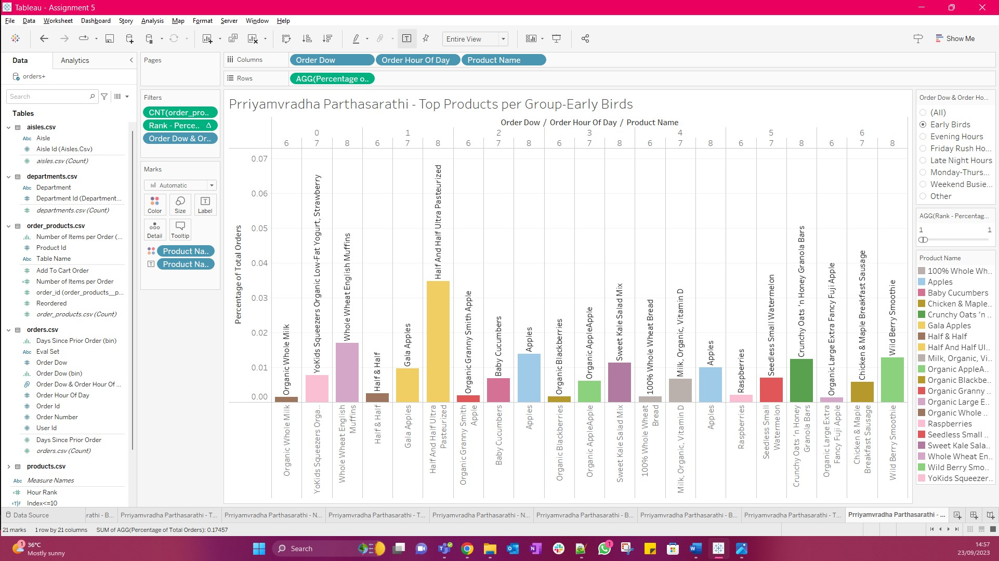 Tableau - Assignment 5
File Data Worksheet Dashboard Story Analysis Map Format Server Window Help
Entire View
Show Me
Data Analytics
orders+
Search
Tables
aisles.csv
Abc Aisle
# Aisle Id (Aisles.Csv)
# aisles.csv (Count)
departments.csv
Abc Department
# Department Id (Department...
# departments.csv (Count)
order_products.csv
Number of Items per Order (...
# Product Id
Abc Table Name
# Add To Cart Order
Number of Items per Order
# order_id (order_products__p...
# Reordered
# order_products.csv (Count)
orders.csv
Days Since Prior Order (bin)
Abc Eval Set
# Order Dow
Order Dow (bin)
Order Dow & Order Hour Of ...
# Order Hour Of Day
# Order Id
# Order Number
# User Id
# Days Since Prior Order
# orders.csv (Count)
products.csv
Abc Measure Names
Hour Rank
Index<=10
Pages
Filters
CNT(order_pro..
Rank - Perce.. Δ
Order Dow & Or..
Marks
Automatic
Color Size Label
Detail Tooltip
Product Na..
Product Na..
Columns Order Dow Order Hour Of Day Product Name
Rows AGG(Percentage o..
Prriyamvradha Parthasarathi - Top Products per Group-Early Birds
Order Dow / Order Hour Of Day / Product Name
0 1 2 3 4 5 6
6 7 8 6 7 8 6 7 8 6 7 8 6 7 8 6 7 8 6 7 8
Percentage of Total Orders
0.07
0.06
0.05
0.04
0.03
0.02
0.01
0.00
Organic Whole Milk
YoKids Squeezers Organic Low-Fat Yogurt, Strawberry
Whole Wheat English Muffins
Half & Half
Gala Apples
Half And Half Ultra Pasteurized
Organic Granny Smith Apple
Baby Cucumbers
Apples
Organic Blackberries
Organic AppleApple
Sweet Kale Salad Mix
100% Whole Wheat Bread
Milk, Organic, Vitamin D
Apples
Raspberries
Seedless Small Watermelon
Crunchy Oats 'n Honey Granola Bars
Organic Large Extra Fancy Fuji Apple
Chicken & Maple Breakfast Sausage
Wild Berry Smoothie
Organic Whole Milk
YoKids Squeezers Orga..
Whole Wheat English
Muffins
Half & Half
Gala Apples
Half And Half Ultra
Pasteurized
Organic Granny Smith
Apple
Baby Cucumbers
Apples
Organic Blackberries
Organic AppleApple
Sweet Kale Salad Mix
100% Whole Wheat
Bread
Milk, Organic, Vitamin D
Apples
Raspberries
Seedless Small
Watermelon
Crunchy Oats 'n Honey
Granola Bars
Organic Large Extra
Fancy Fuji Apple
Chicken & Maple
Breakfast Sausage
Wild Berry Smoothie
Order Dow & Order Ho...
(All)
Early Birds
Evening Hours
Friday Rush Ho...
Late Night Hours
Monday-Thurs...
Weekend Busie...
Other
AGG(Rank - Percentag...
1 1
Product Name
100% Whole Wh..
Apples
Baby Cucumbers
Chicken & Maple..
Crunchy Oats 'n ..
Gala Apples
Half & Half
Half And Half Ul..
Milk, Organic, Vi..
Organic AppleA..
Organic Blackbe..
Organic Granny ..
Organic Large E..
Organic Whole ..
Raspberries
Seedless Small ..
Sweet Kale Sala..
Whole Wheat En..
Wild Berry Smo..
YoKids Squeezer..
Data Source rathi - B... Prriyamvradha Parthasarathi - T... Prriyamvradha Parthasarathi - N... Prriyamvradha Parthasarathi - T... Prriyamvradha Parthasarathi - N... Prriyamvradha Parthasarathi - B... Prriyamvradha Parthasarathi - B... Prriyamvradha Parthasarathi - T... Prriyamvradha Parthasarathi - ...
21 marks 1 row by 21 columns SUM of AGG(Percentage of Total Orders): 0.17457
1 36°C
Mostly sunny
Search
1
14:57
23/09/2023